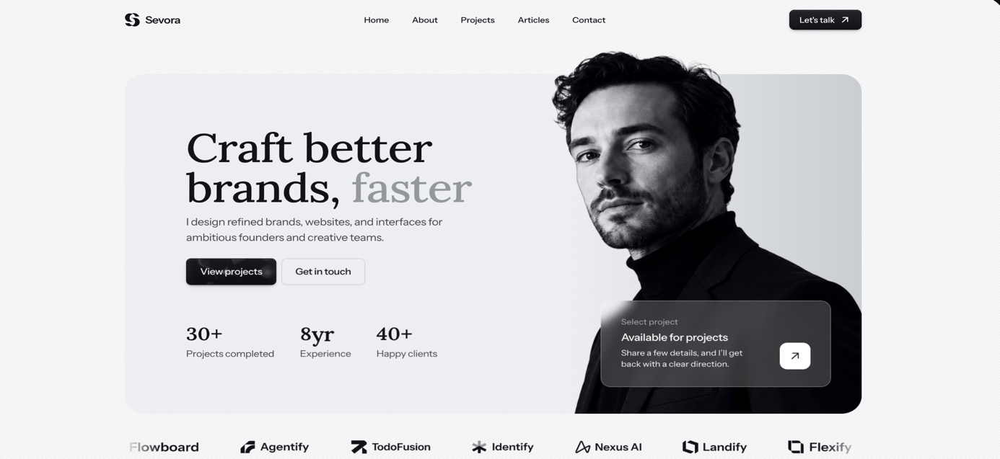 Sevora
Home
About
Projects
Articles
Contact
Let's talk
Craft better
brands, faster
I design refined brands, websites, and interfaces for
ambitious founders and creative teams.
View projects
Get in touch
30+
Projects completed
8yr
Experience
40+
Happy clients
Select project
Available for projects
Share a few details, and I'll get
back with a clear direction.
Flowboard
Agentify
TodoFusion
Identify
Nexus AI
Landify
Flexify